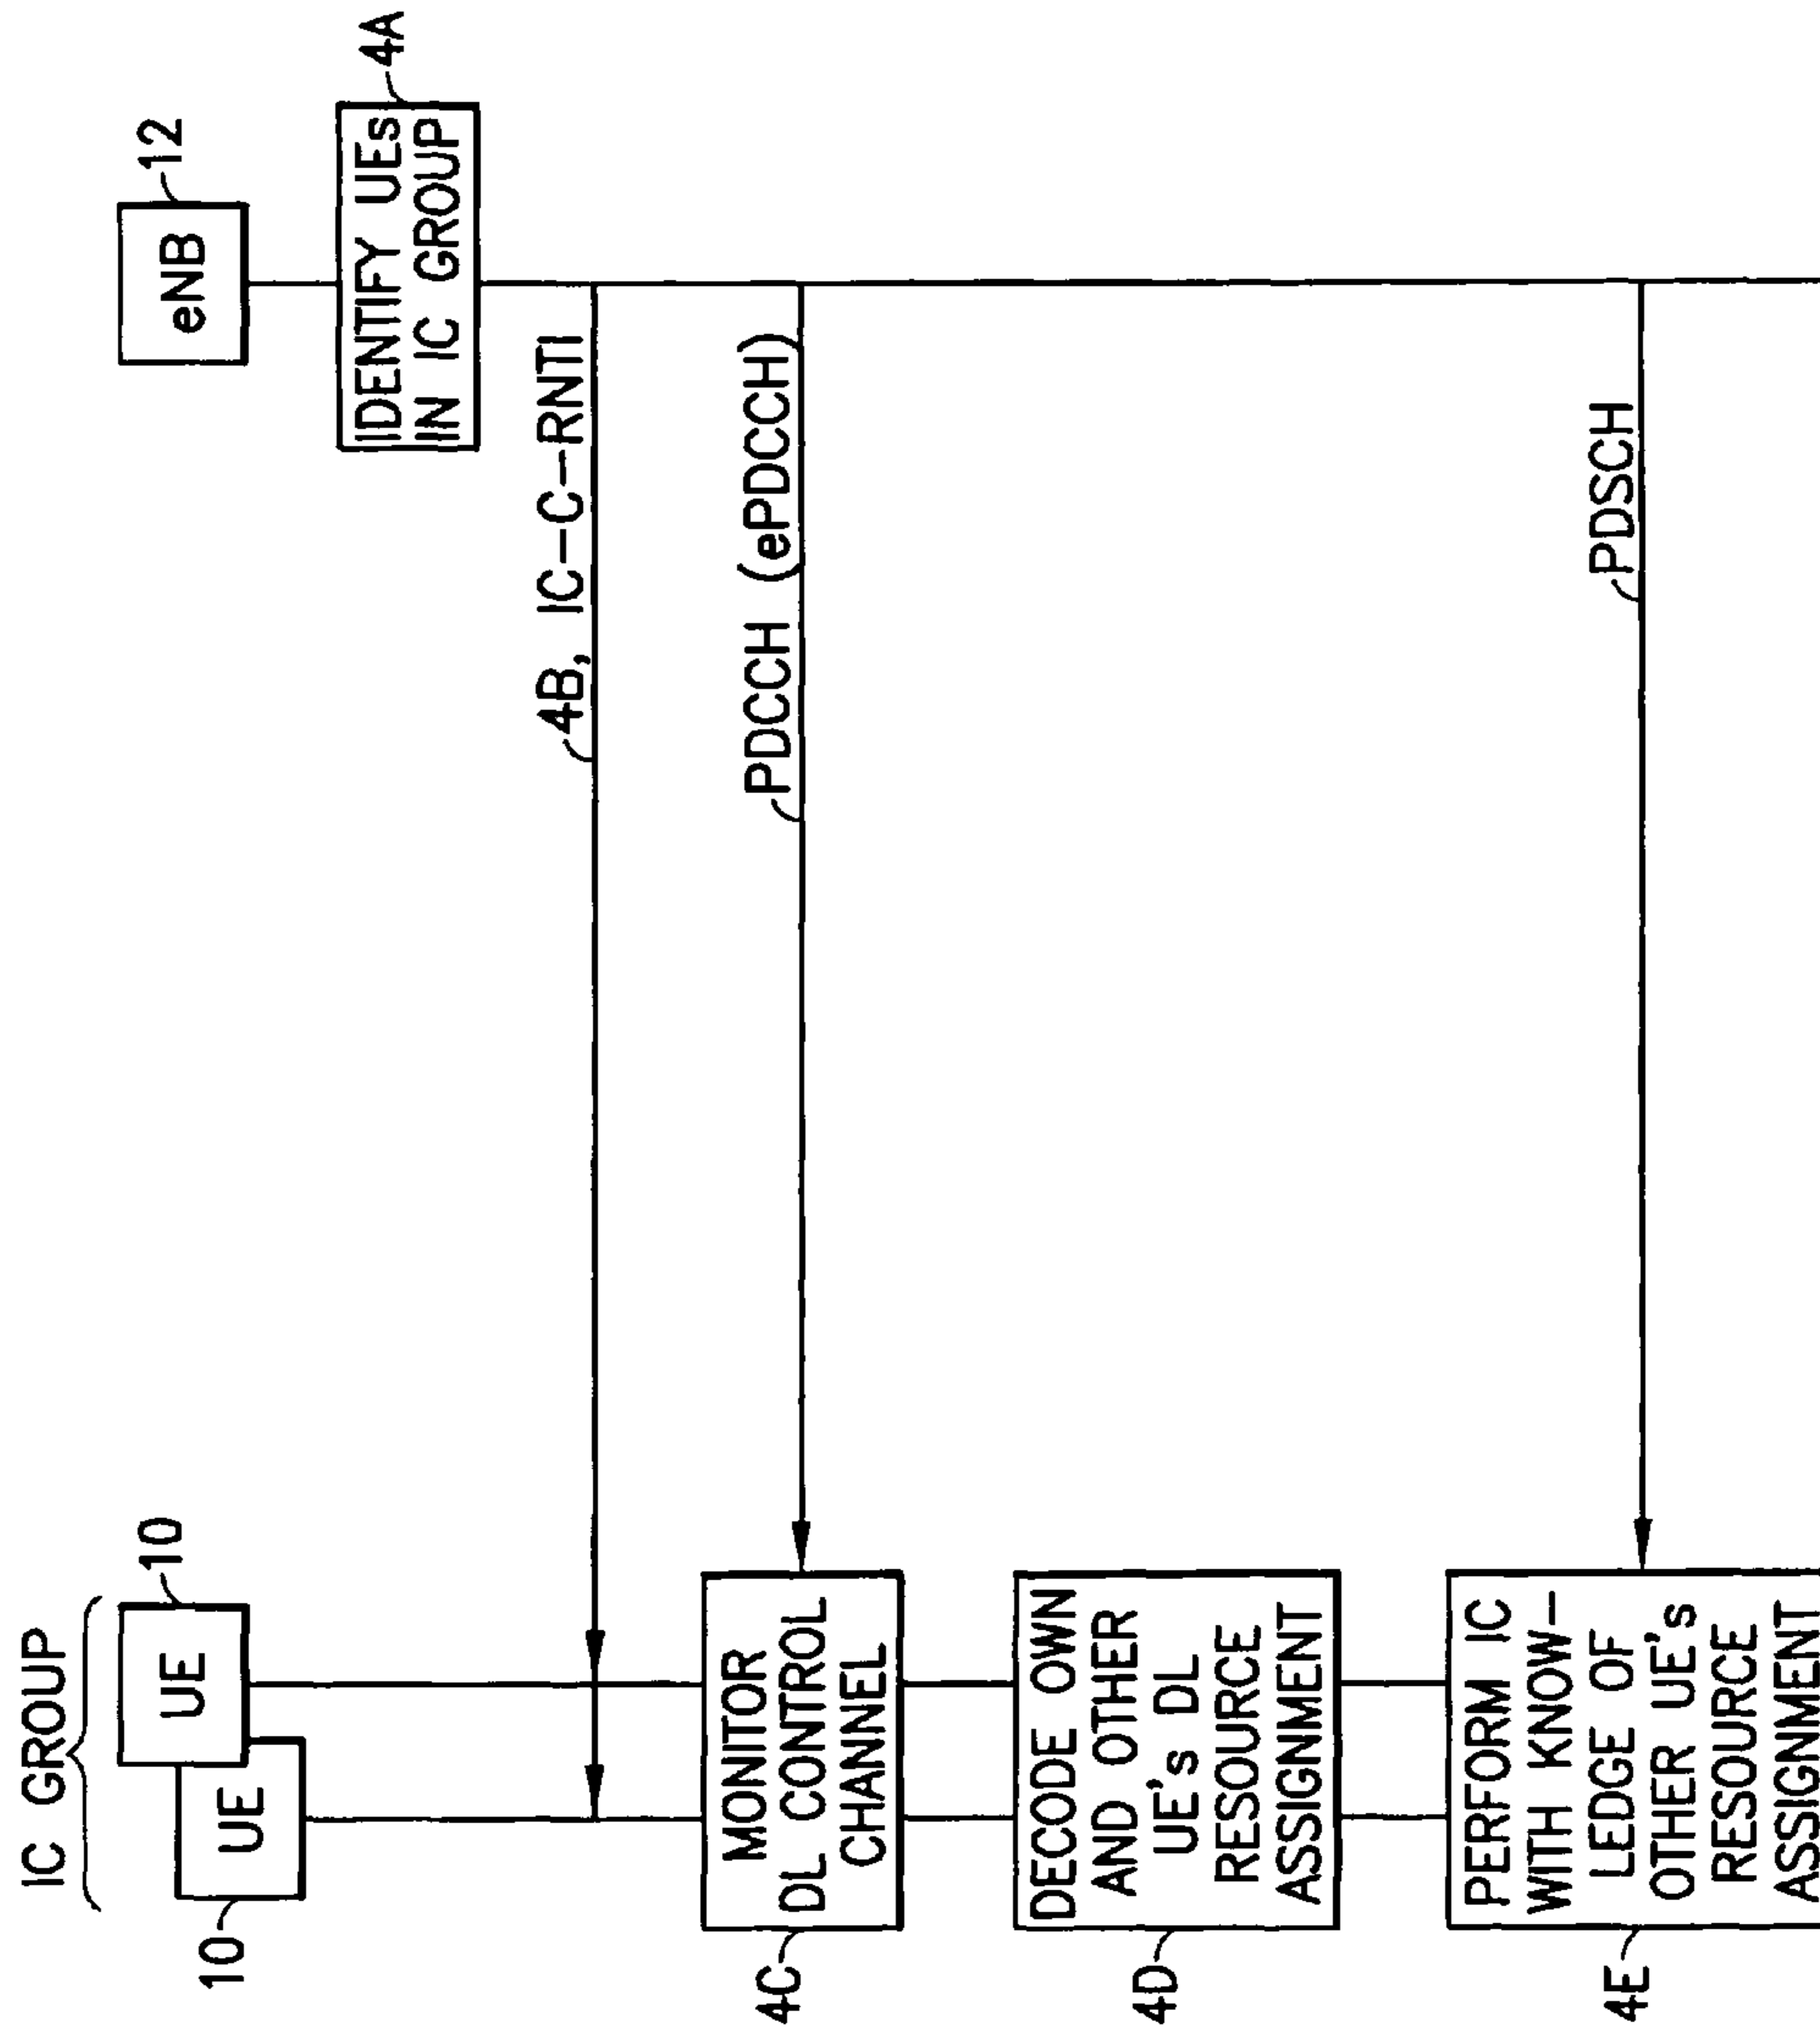 IC GROUP
10
UE
10
UE
eNB
12
IDENTIFY UEs
IN IC GROUP
4A
4B, IC-C-RNTI
PDCCH (ePDCCH)
4C
MONITOR
DL CONTROL
CHANNEL
4D
DECODE OWN
AND OTHER
UE's DL
RESOURCE
ASSIGNMENT
PDSCH
4E
PERFORM IC
WITH KNOW-
LEDGE OF
OTHER UE's
RESOURCE
ASSIGNMENT